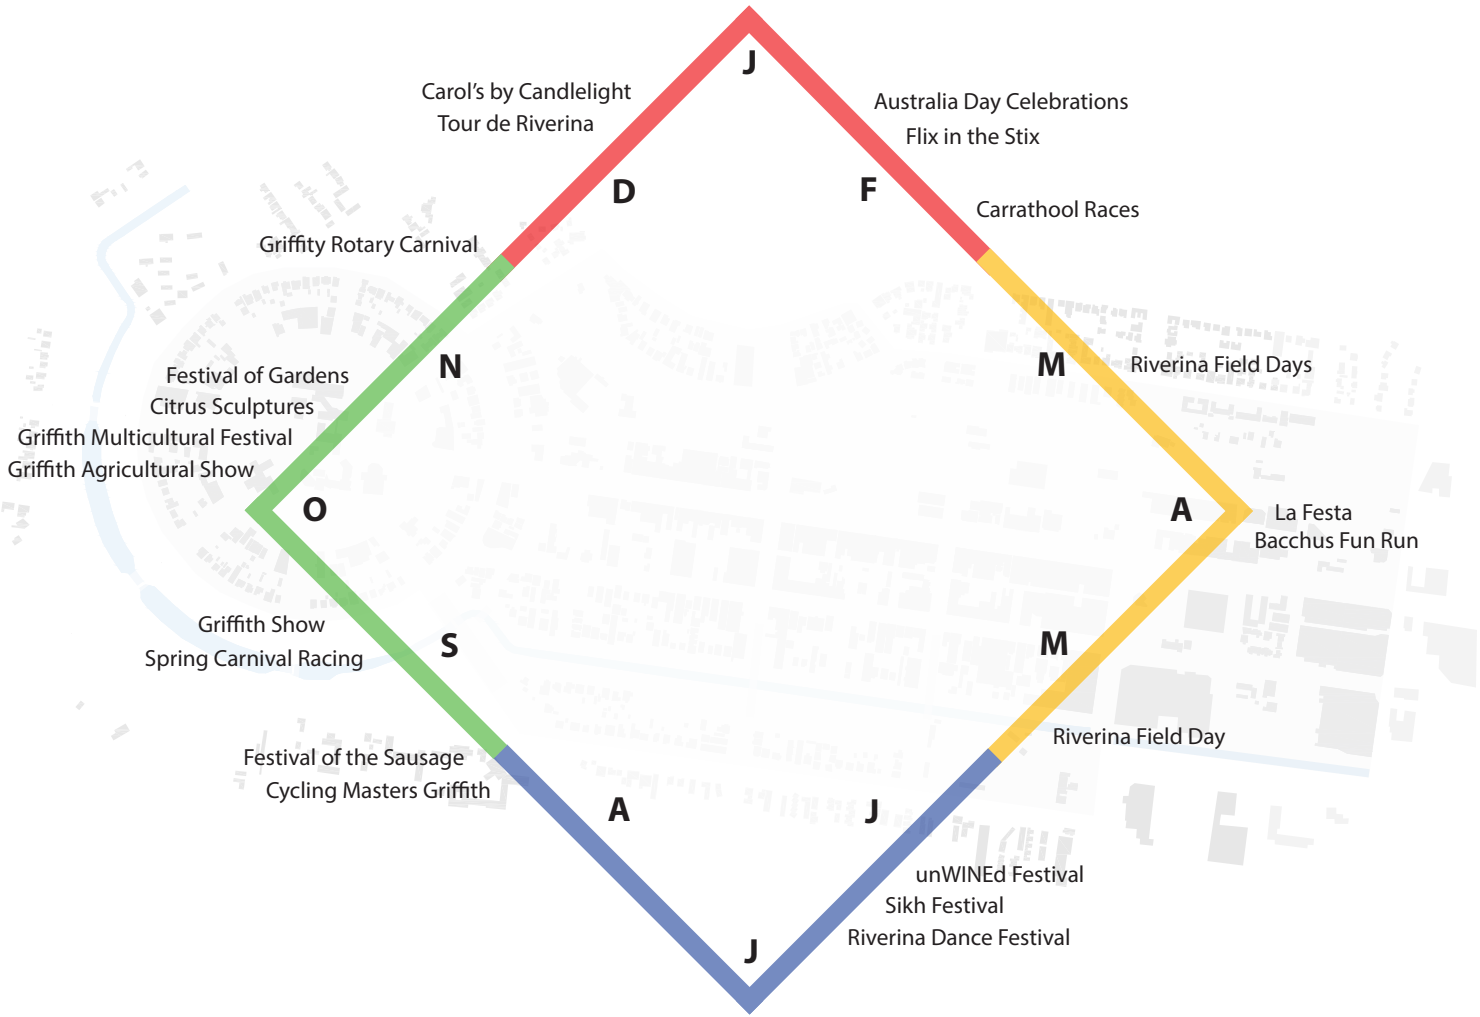 J
Carol's by Candlelight
Tour de Riverina
Australia Day Celebrations
Flix in the Stix
D
F
Carrathool Races
Griffity Rotary Carnival
N
M
Riverina Field Days
Festival of Gardens
Citrus Sculptures
Griffith Multicultural Festival
Griffith Agricultural Show
O
A
La Festa
Bacchus Fun Run
Griffith Show
Spring Carnival Racing
S
M
Riverina Field Day
Festival of the Sausage
Cycling Masters Griffith
A
J
unWINEd Festival
Sikh Festival
Riverina Dance Festival
J